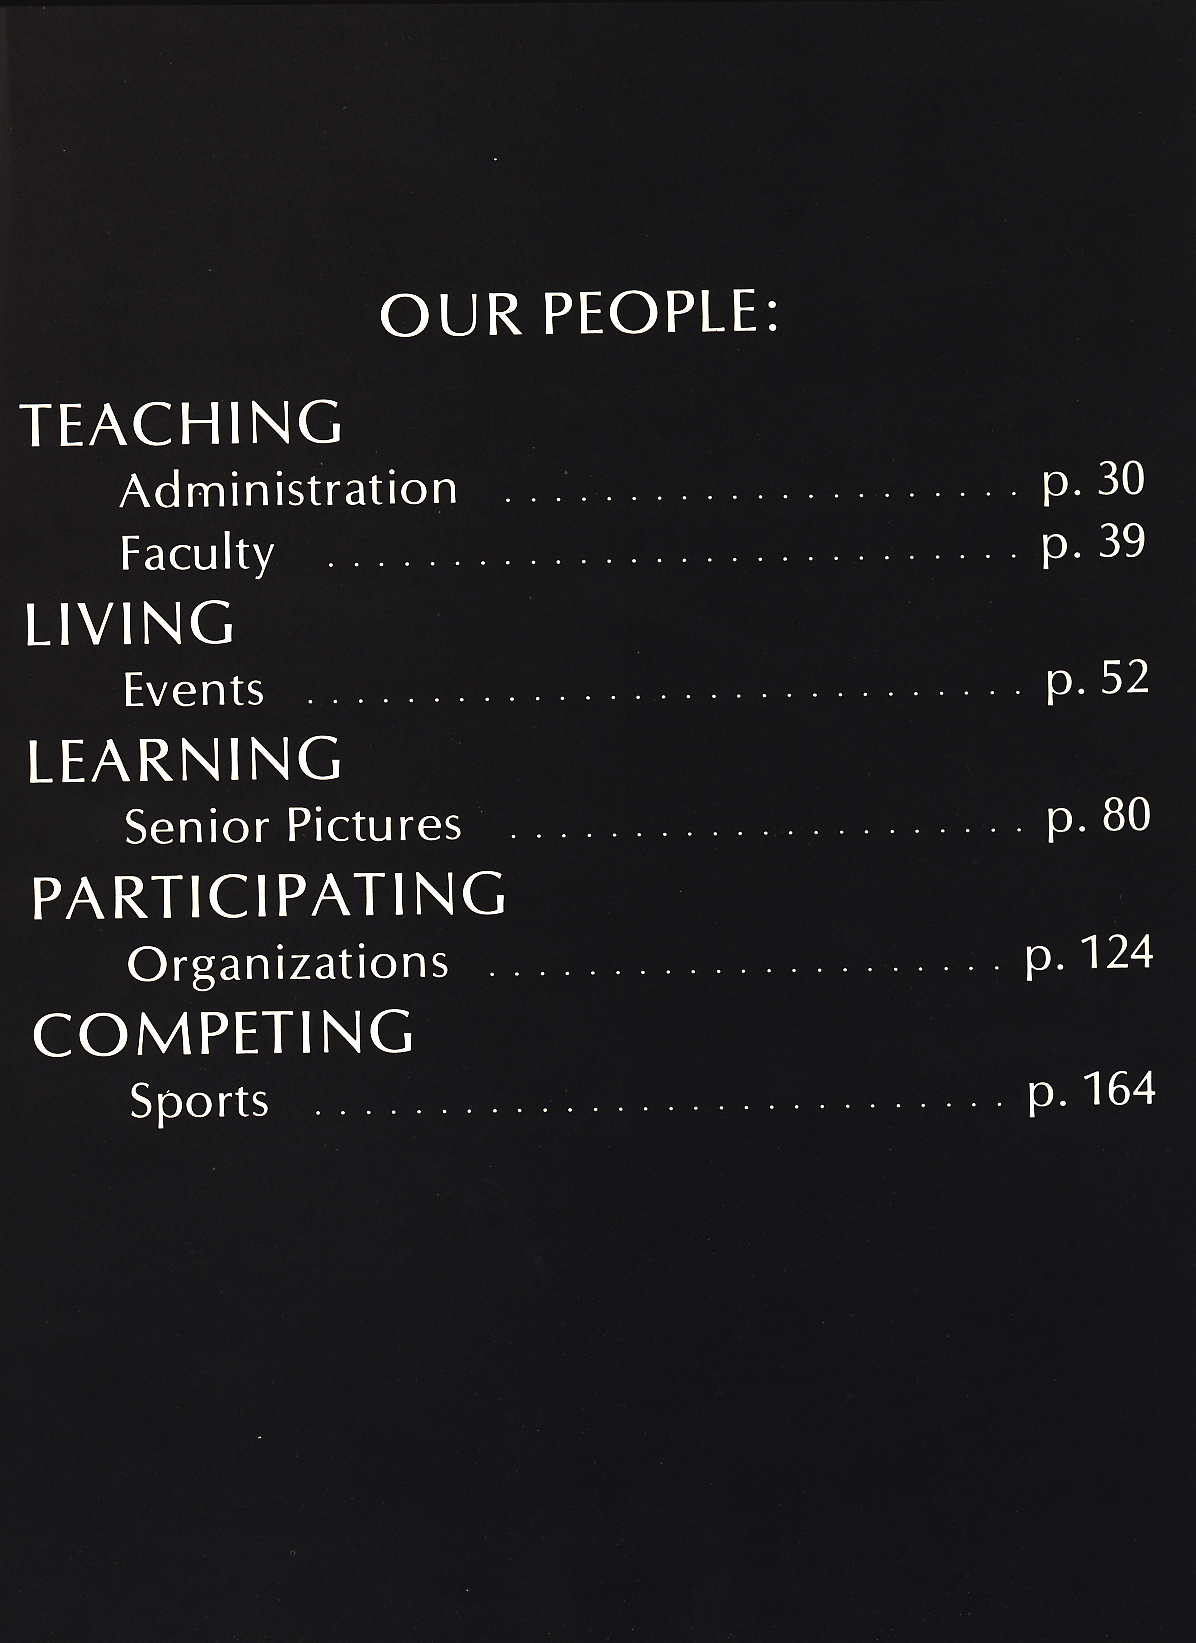 OUR PEOPLE:
TEACHING
Administration . . . . . . . . . . . . . . . . . . . . . p. 30
Faculty . . . . . . . . . . . . . . . . . . . . . . . . . . . . p. 39
LIVING
Events . . . . . . . . . . . . . . . . . . . . . . . . . . . . . p. 52
LEARNING
Senior Pictures . . . . . . . . . . . . . . . . . . . . . p. 80
PARTICIPATING
Organizations . . . . . . . . . . . . . . . . . . . . . p. 124
COMPETING
Sports . . . . . . . . . . . . . . . . . . . . . . . . . . . . p. 164